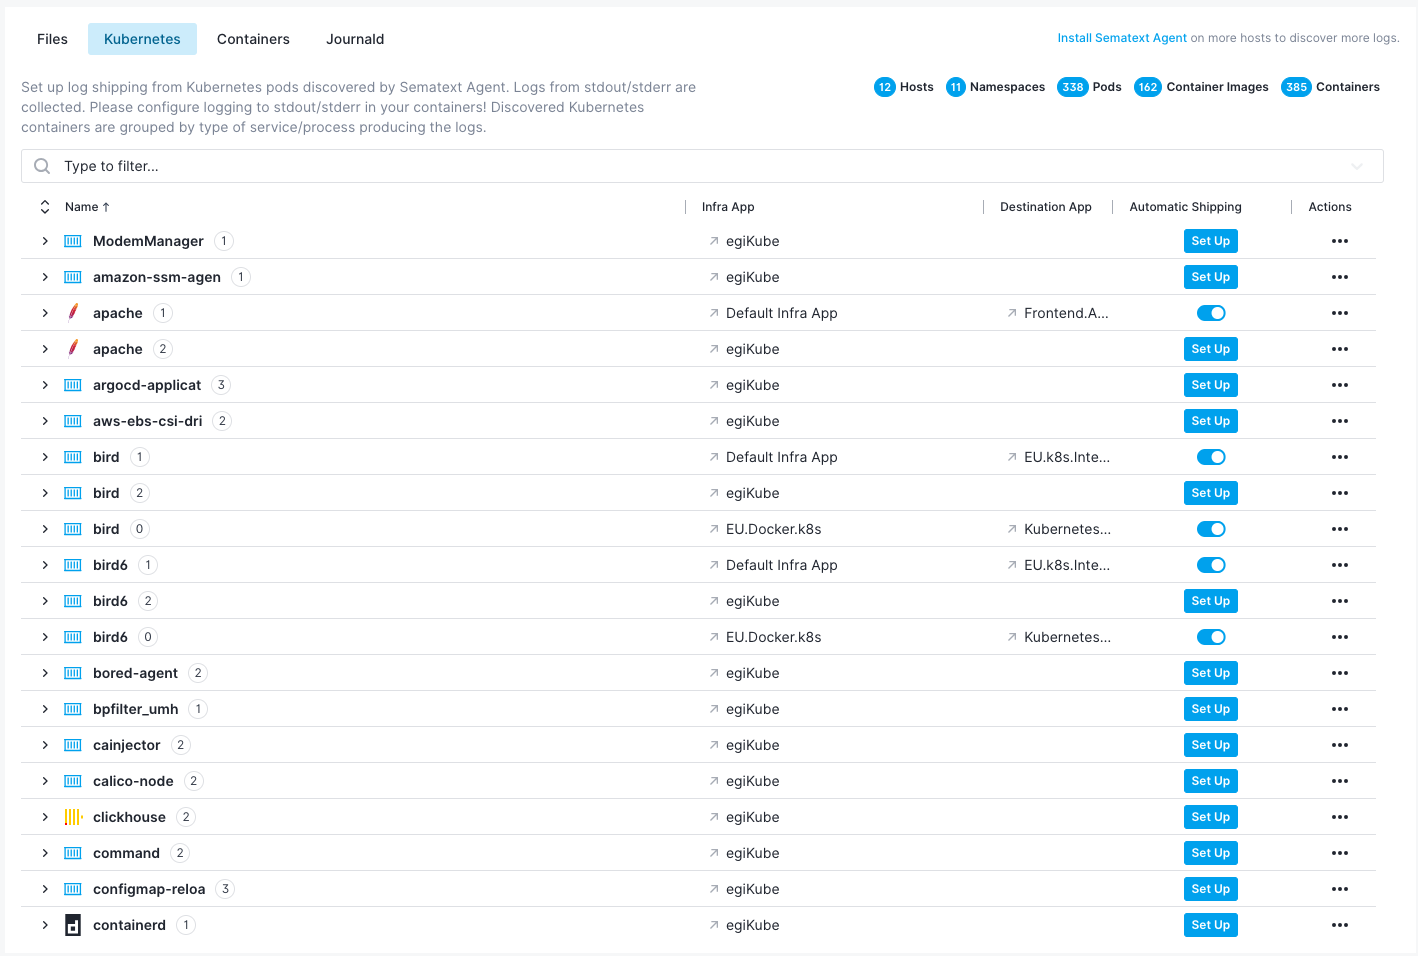 Files Kubernetes Containers Journald
Install Sematext Agent on more hosts to discover more logs.
Set up log shipping from Kubernetes pods discovered by Sematext Agent. Logs from stdout/stderr are
collected. Please configure logging to stdout/stderr in your containers! Discovered Kubernetes
containers are grouped by type of service/process producing the logs.
12 Hosts 11 Namespaces 338 Pods 162 Container Images 385 Containers
Type to filter...
Name ↑ Infra App Destination App Automatic Shipping Actions
ModemManager 1 egiKube Set Up
amazon-ssm-agen 1 egiKube Set Up
apache 1 Default Infra App Frontend.A...
apache 2 egiKube Set Up
argocd-applicat 3 egiKube Set Up
aws-ebs-csi-dri 2 egiKube Set Up
bird 1 Default Infra App EU.k8s.Inte...
bird 2 egiKube Set Up
bird 0 EU.Docker.k8s Kubernetes...
bird6 1 Default Infra App EU.k8s.Inte...
bird6 2 egiKube Set Up
bird6 0 EU.Docker.k8s Kubernetes...
bored-agent 2 egiKube Set Up
bpfilter_umh 1 egiKube Set Up
cainjector 2 egiKube Set Up
calico-node 2 egiKube Set Up
clickhouse 2 egiKube Set Up
command 2 egiKube Set Up
configmap-reloa 3 egiKube Set Up
containerd 1 egiKube Set Up